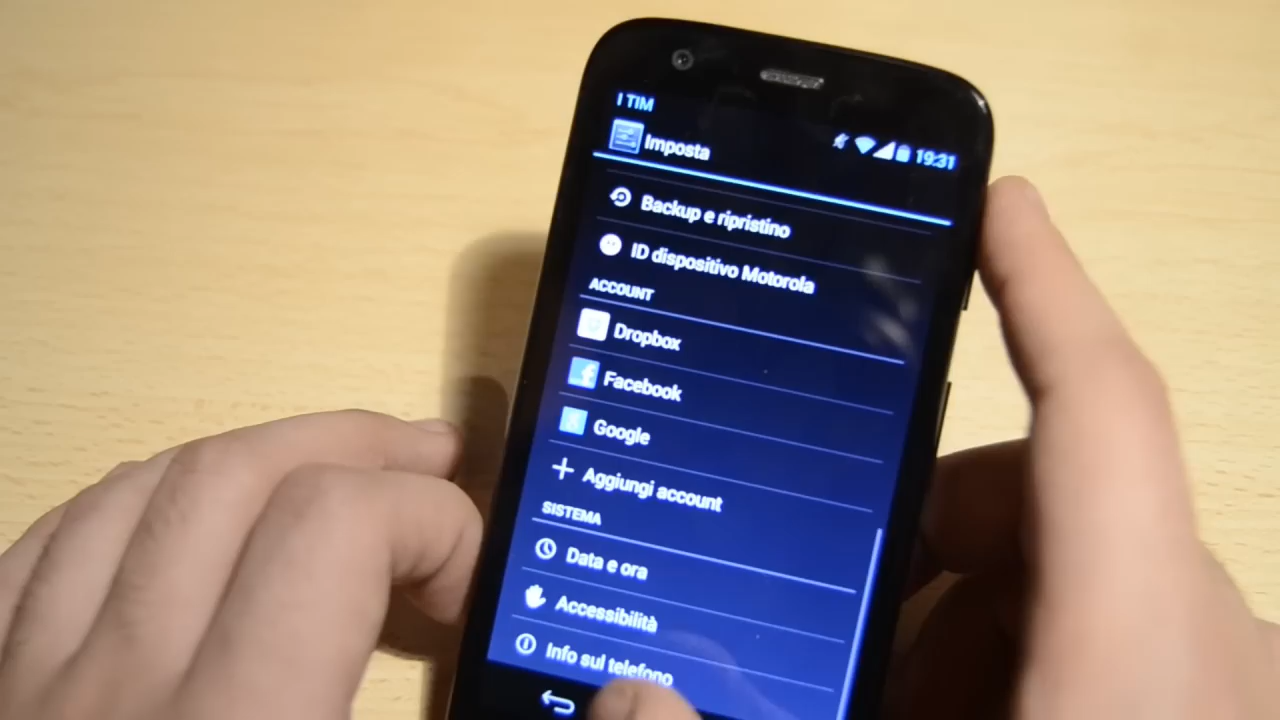 I TIM
19:31
Imposta
Backup e ripristino
ID dispositivo Motorola
ACCOUNT
Dropbox
Facebook
Google
Aggiungi account
SISTEMA
Data e ora
Accessibilità
Info sul telefono